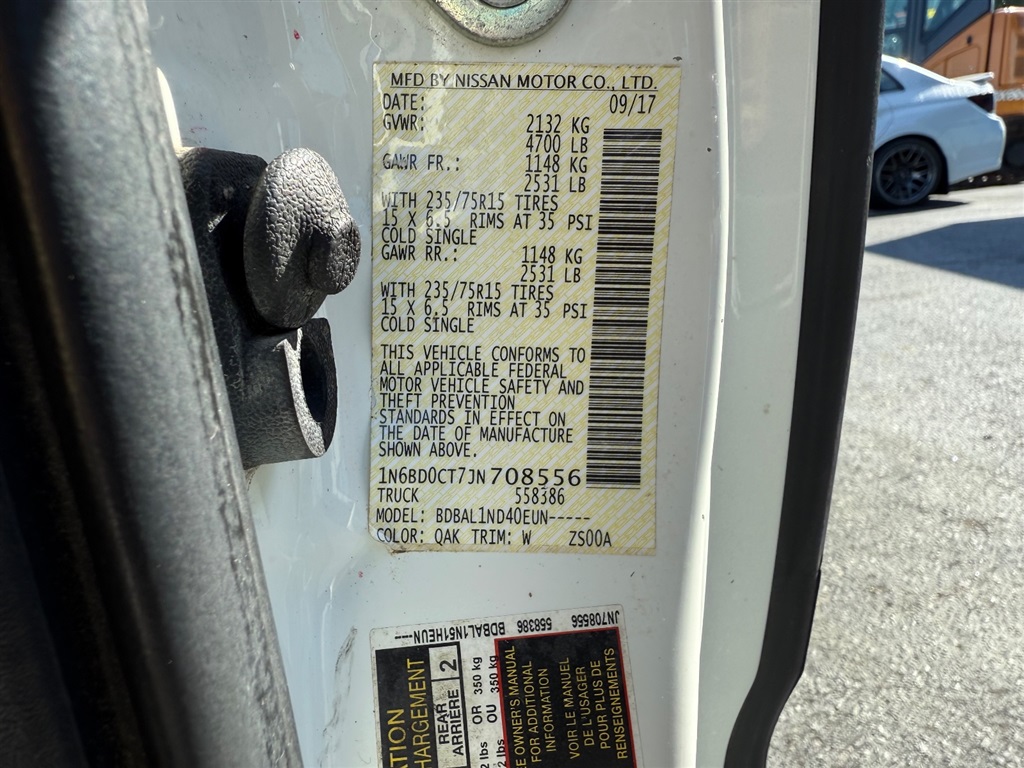 MFD BY NISSAN MOTOR CO., LTD.
DATE: 09/17
GVWR: 2132 KG
4700 LB
GAWR FR.: 1148 KG
2531 LB
WITH 235/75R15 TIRES
15 X 6.5 RIMS AT 35 PSI
COLD SINGLE
GAWR RR.: 1148 KG
2531 LB
WITH 235/75R15 TIRES
15 X 6.5 RIMS AT 35 PSI
COLD SINGLE
THIS VEHICLE CONFORMS TO
ALL APPLICABLE FEDERAL
MOTOR VEHICLE SAFETY AND
THEFT PREVENTION
STANDARDS IN EFFECT ON
THE DATE OF MANUFACTURE
SHOWN ABOVE.
1N6BD0CT7JN708556
TRUCK 558386
MODEL: BDBAL1ND40EUN-----
COLOR: QAK TRIM: W ZS00A
BDBAL1N51HEUN---- 558386 JN708556
REAR 2
ARRIÈRE
OR 350 kg
OU 350 kg
OWNER'S MANUAL
FOR ADDITIONAL
INFORMATION
VOIR LE MANUEL
DE L'USAGER
POUR PLUS DE
RENSEIGNEMENTS